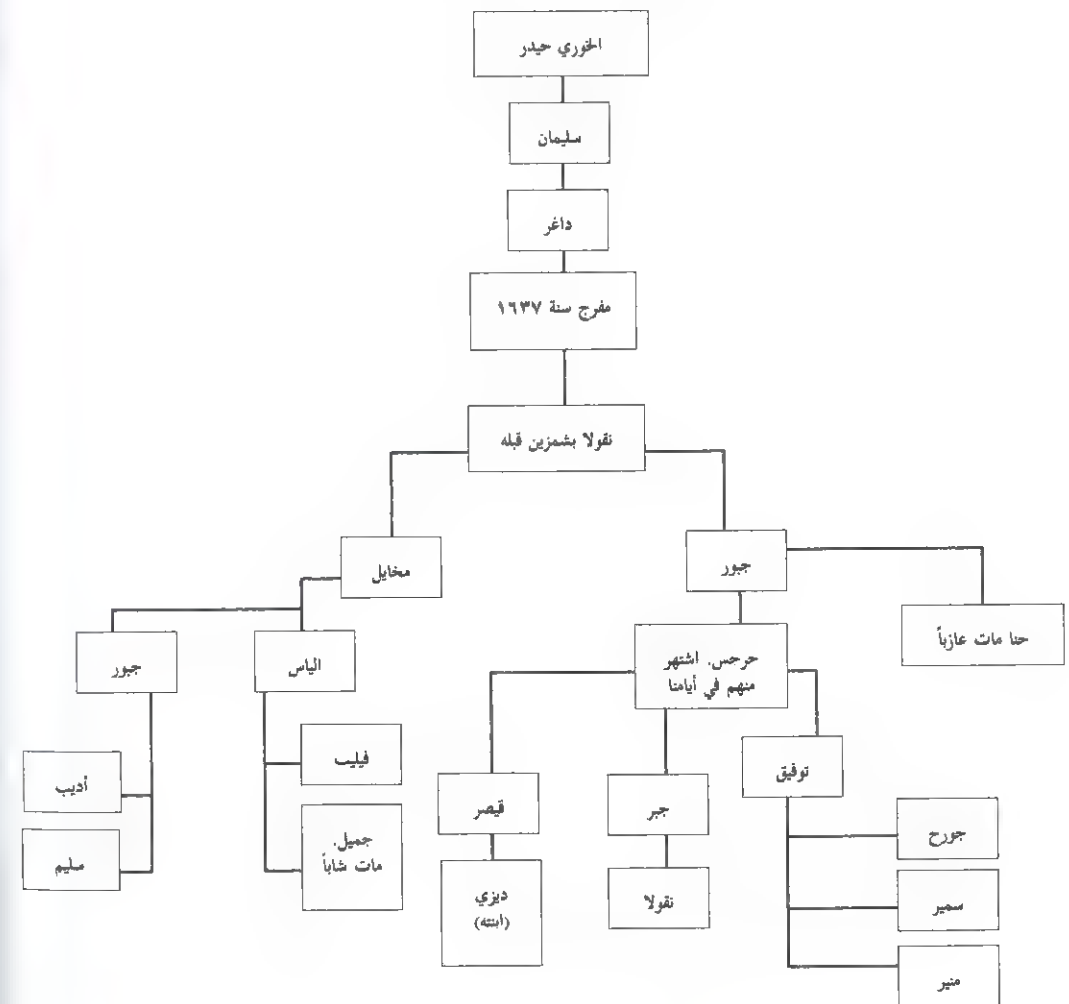 الخوري حيدر
سليمان
داغر
مفرج سنة ١٦٣٧
نقولا بشمزين قبله
مخايل
جبور
حنا مات عازباً
جبور
الياس
جرجس. اشتهر
منهم في أيامنا
أديب
سليم
فيليب
جميل.
مات شاباً
قيصر
جبر
توفيق
ديزي
(ابنته)
نقولا
جورج
سمير
منير